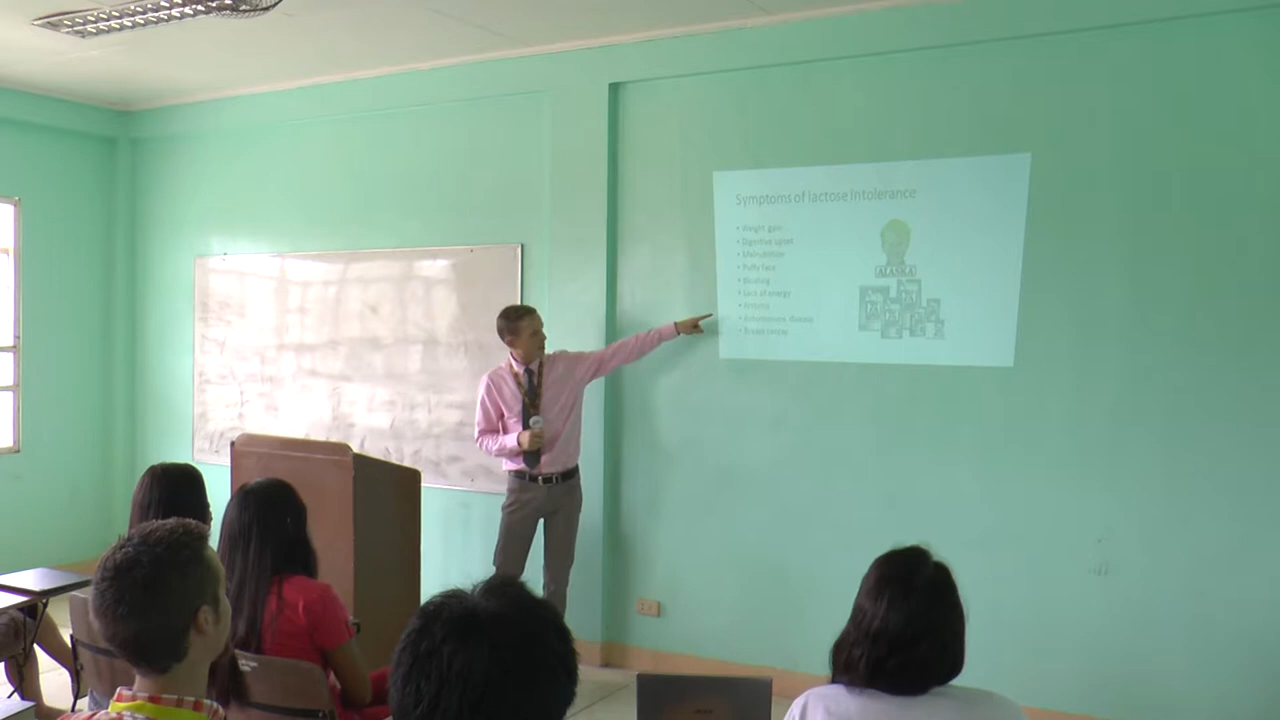 Symptoms of lactose intolerance
• Weight gain
• Digestive upset
• Malnutrition
• Puffy face
• Bloating
• Lack of energy
• Asthma
• Autoimmune disease
• Breast cancer
ALASKA